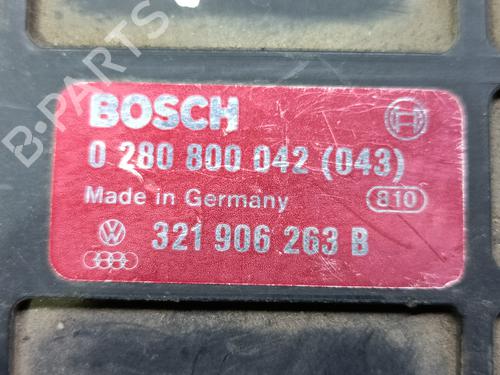 B-PARTS
BOSCH
0 280 800 042 (043)
Made in Germany
810
321 906 263 B